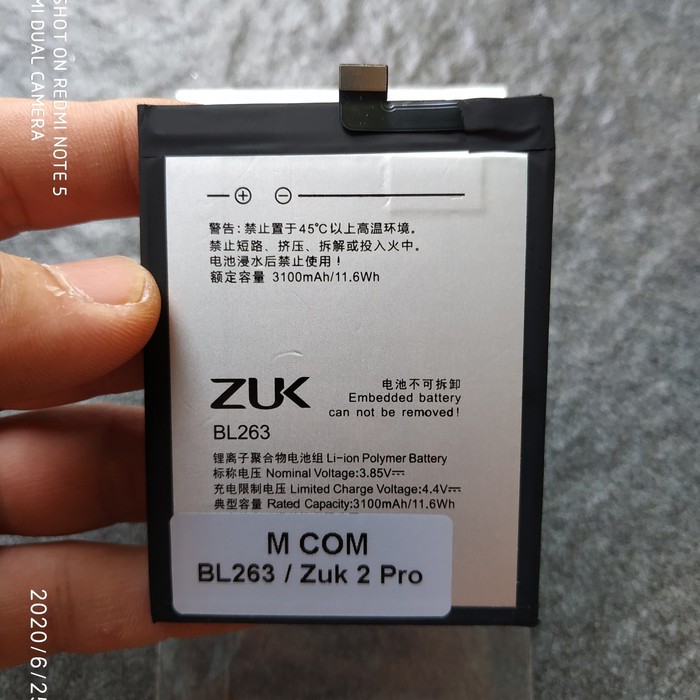 SHOT ON REDMI NOTE 5
MI DUAL CAMERA
警告: 禁止置于45℃以上高温环境。
禁止短路、挤压、拆解或投入火中。
电池浸水后禁止使用！
额定容量 3100mAh/11.6Wh
ZUK
电池不可拆卸
Embedded battery
can not be removed!
BL263
锂离子聚合物电池组 Li-ion Polymer Battery
标称电压 Nominal Voltage:3.85V⎓
充电限制电压 Limited Charge Voltage:4.4V⎓
典型容量 Rated Capacity:3100mAh/11.6Wh
M COM
BL263 / Zuk 2 Pro
2020/6/25